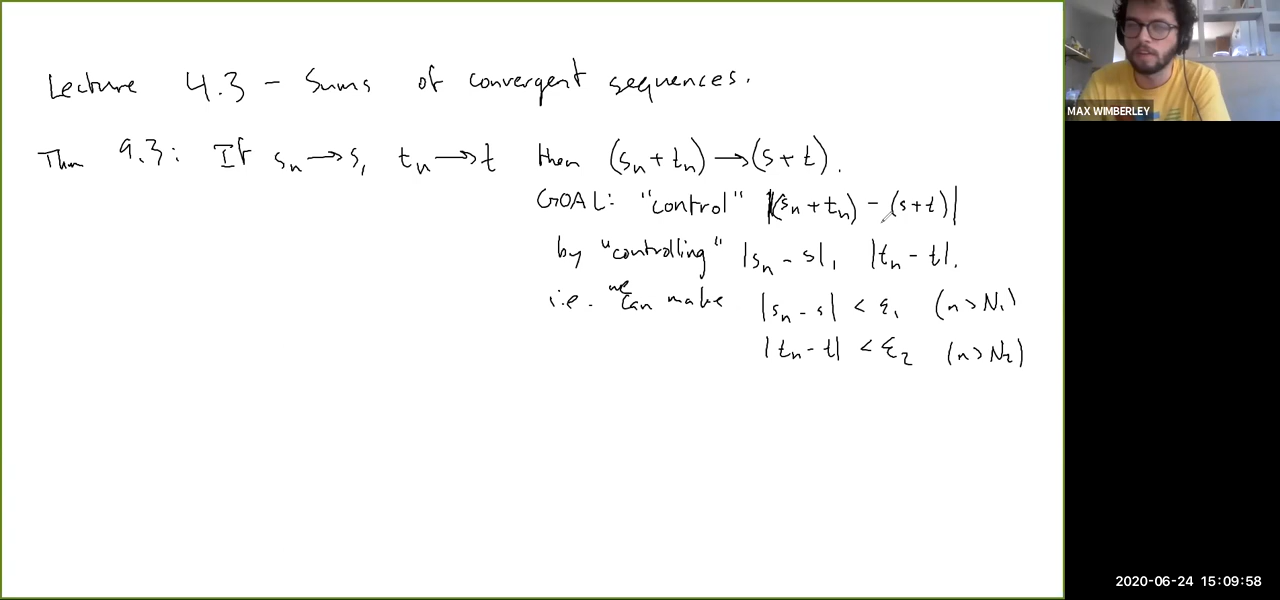 Lecture 4.3 - Sums of convergent sequences.
Thm 9.3: If sₙ → s, tₙ → t then (sₙ + tₙ) → (s + t).
GOAL: "control" |(sₙ + tₙ) - (s + t)|
by "controlling" |sₙ - s|, |tₙ - t|.
i.e. we can make |sₙ - s| < ε₁ (n > N₁)
|tₙ - t| < ε₂ (n > N₂)
MAX WIMBERLEY
2020-06-24 15:09:58